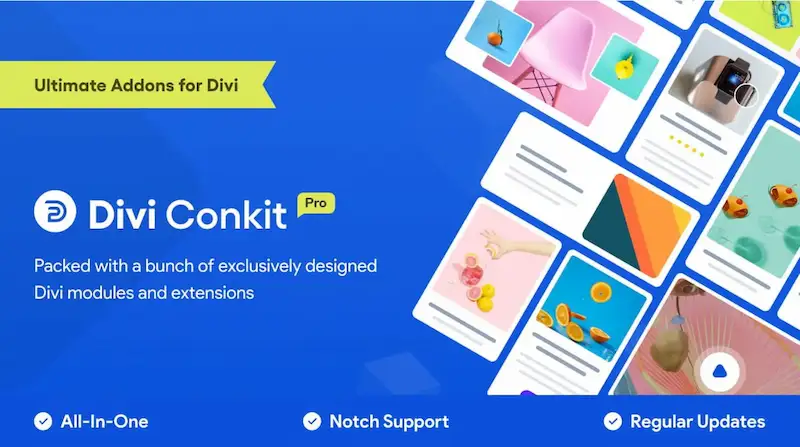 Ultimate Addons for Divi
Divi Conkit Pro
Packed with a bunch of exclusively designed
Divi modules and extensions
All-In-One
Notch Support
Regular Updates